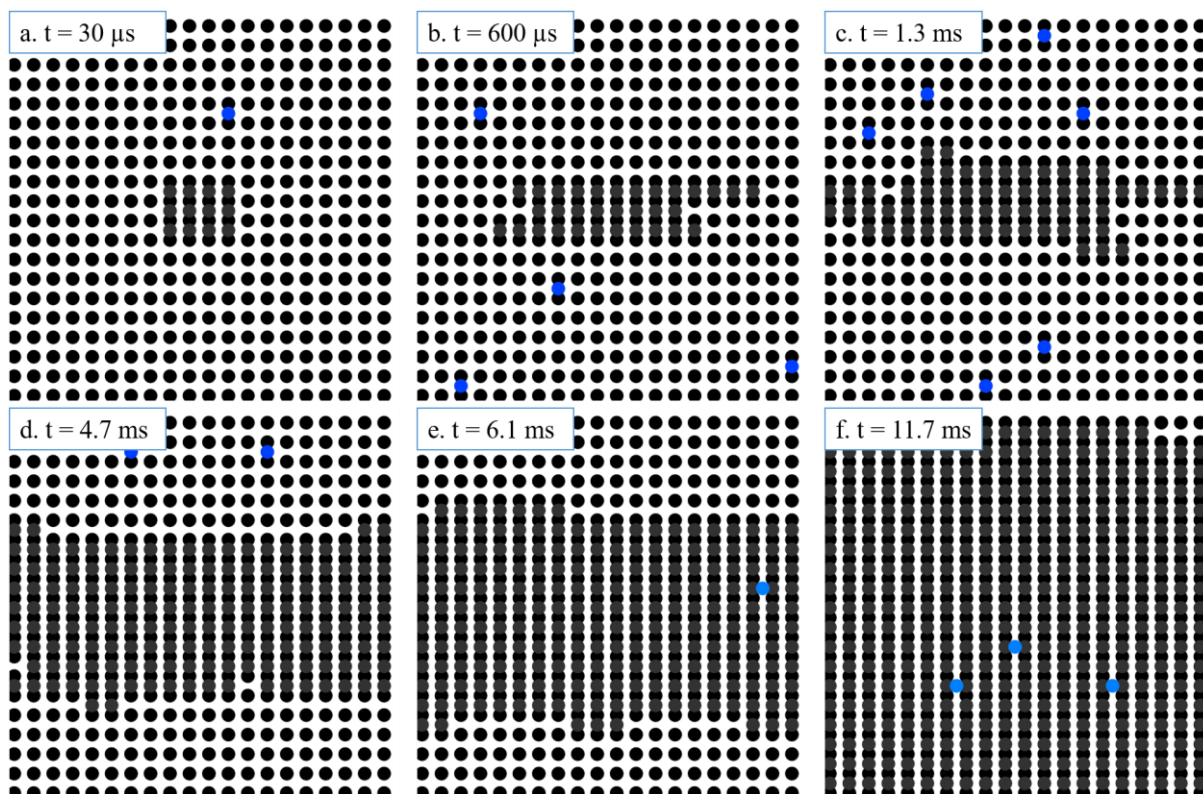 a. t = 30 µs
b. t = 600 µs
c. t = 1.3 ms
d. t = 4.7 ms
e. t = 6.1 ms
f. t = 11.7 ms